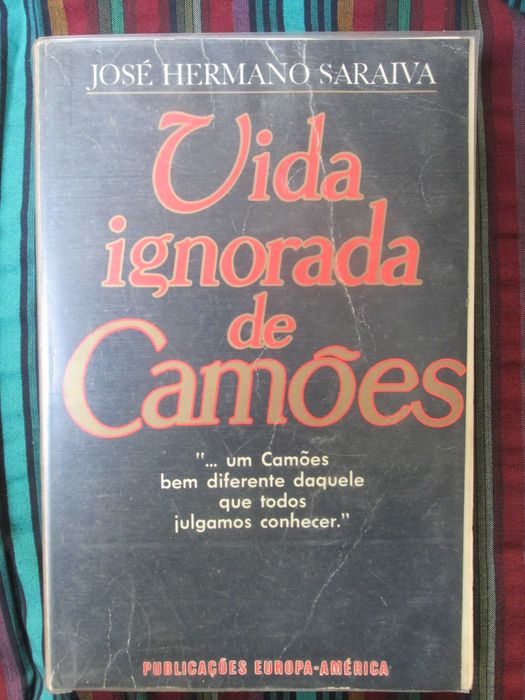 JOSÉ HERMANO SARAIVA
Vida
ignorada
de
Camões
"... um Camões
bem diferente daquele
que todos
julgamos conhecer."
PUBLICAÇÕES EUROPA-AMÉRICA